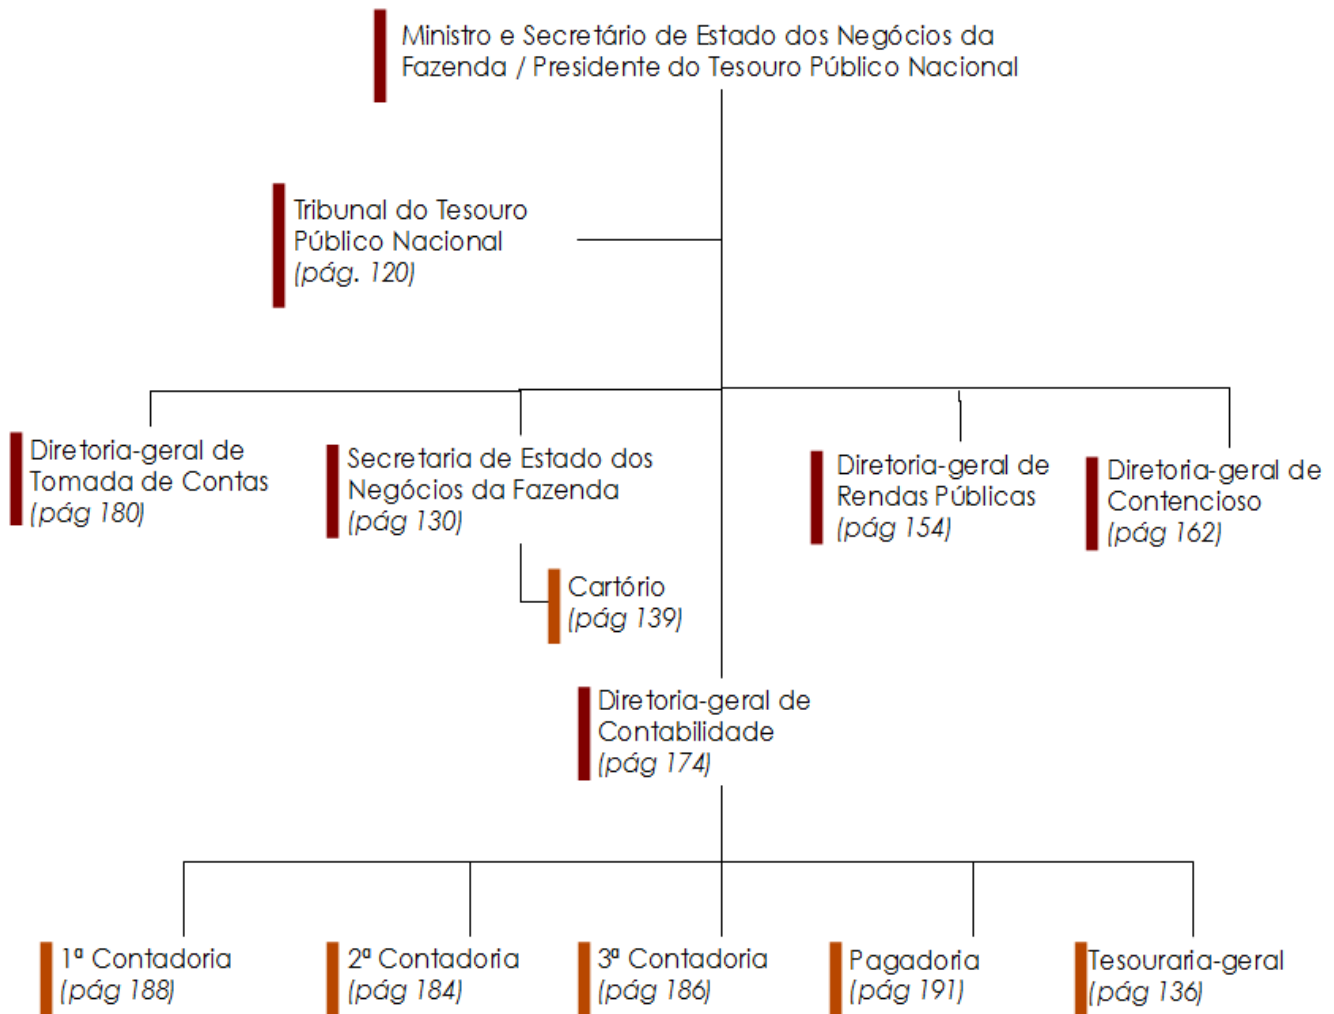 Ministro e Secretário de Estado dos Negócios da
Fazenda / Presidente do Tesouro Público Nacional
Tribunal do Tesouro
Público Nacional
(pág. 120)
Diretoria-geral de
Tomada de Contas
(pág 180)
Secretaria de Estado dos
Negócios da Fazenda
(pág 130)
Diretoria-geral de
Rendas Públicas
(pág 154)
Diretoria-geral de
Contencioso
(pág 162)
Cartório
(pág 139)
Diretoria-geral de
Contabilidade
(pág 174)
1ª Contadoria
(pág 188)
2ª Contadoria
(pág 184)
3ª Contadoria
(pág 186)
Pagadoria
(pág 191)
Tesouraria-geral
(pág 136)